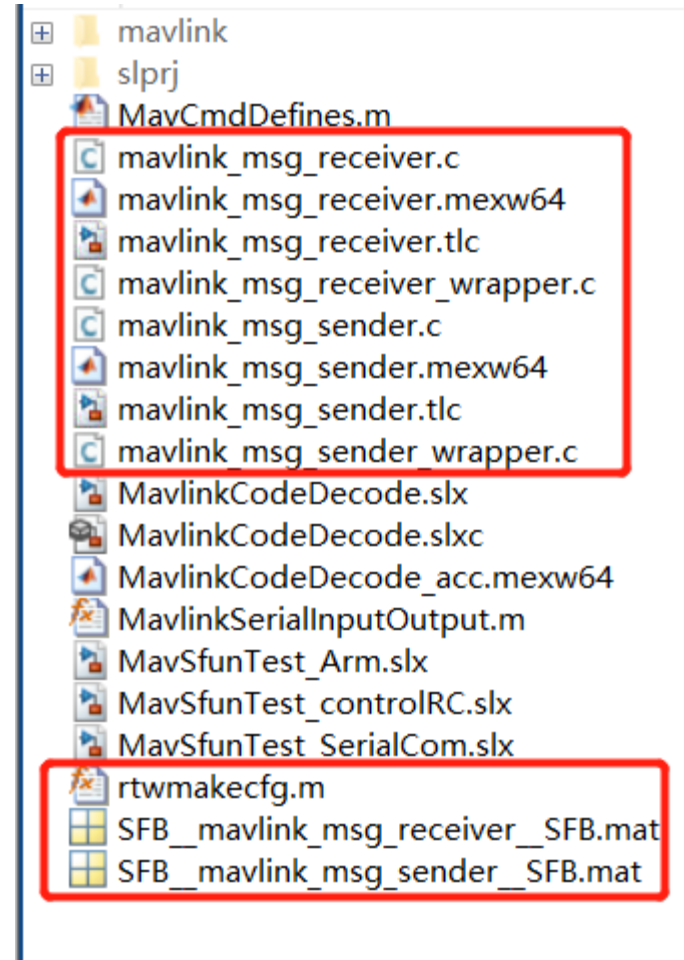 mavlink
slprj
MavCmdDefines.m
mavlink_msg_receiver.c
mavlink_msg_receiver.mexw64
mavlink_msg_receiver.tlc
mavlink_msg_receiver_wrapper.c
mavlink_msg_sender.c
mavlink_msg_sender.mexw64
mavlink_msg_sender.tlc
mavlink_msg_sender_wrapper.c
MavlinkCodeDecode.slx
MavlinkCodeDecode.slxc
MavlinkCodeDecode_acc.mexw64
MavlinkSerialInputOutput.m
MavSfunTest_Arm.slx
MavSfunTest_controlRC.slx
MavSfunTest_SerialCom.slx
rtwmakecfg.m
SFB__mavlink_msg_receiver__SFB.mat
SFB__mavlink_msg_sender__SFB.mat